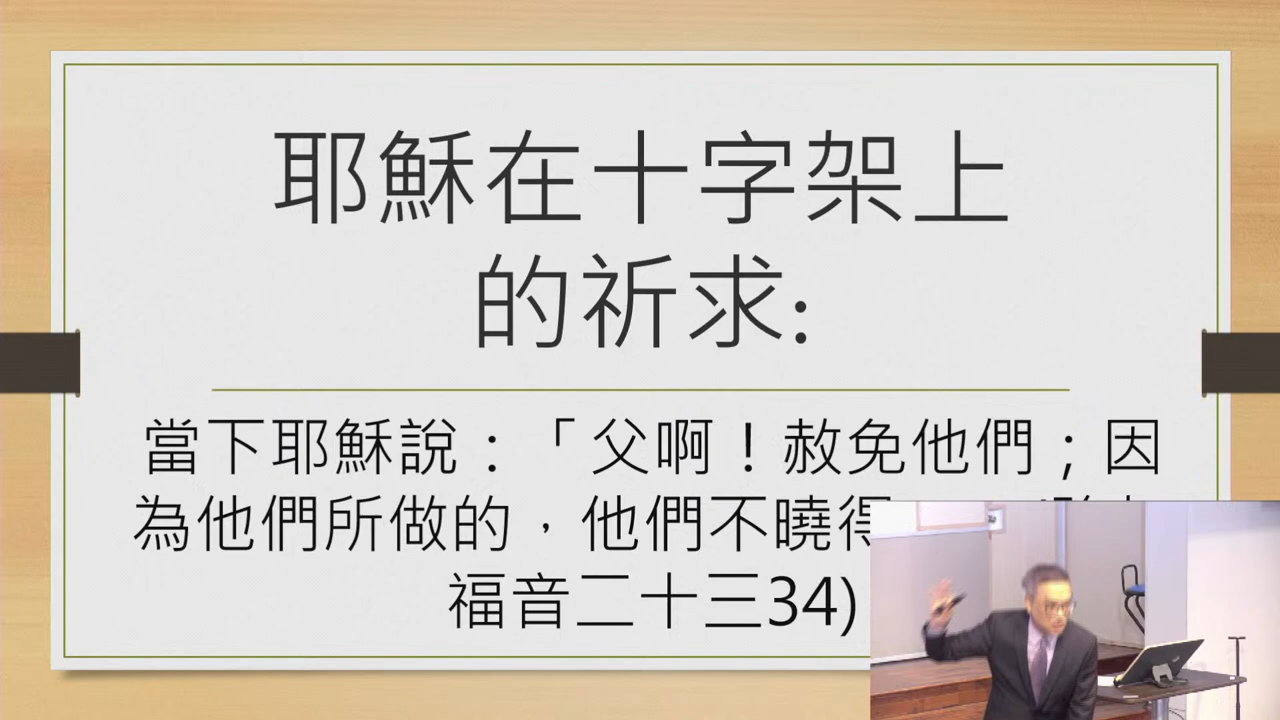 耶穌在十字架上
的祈求:
當下耶穌說：「父啊！赦免他們；因
為他們所做的，他們不曉得
福音二十三34)